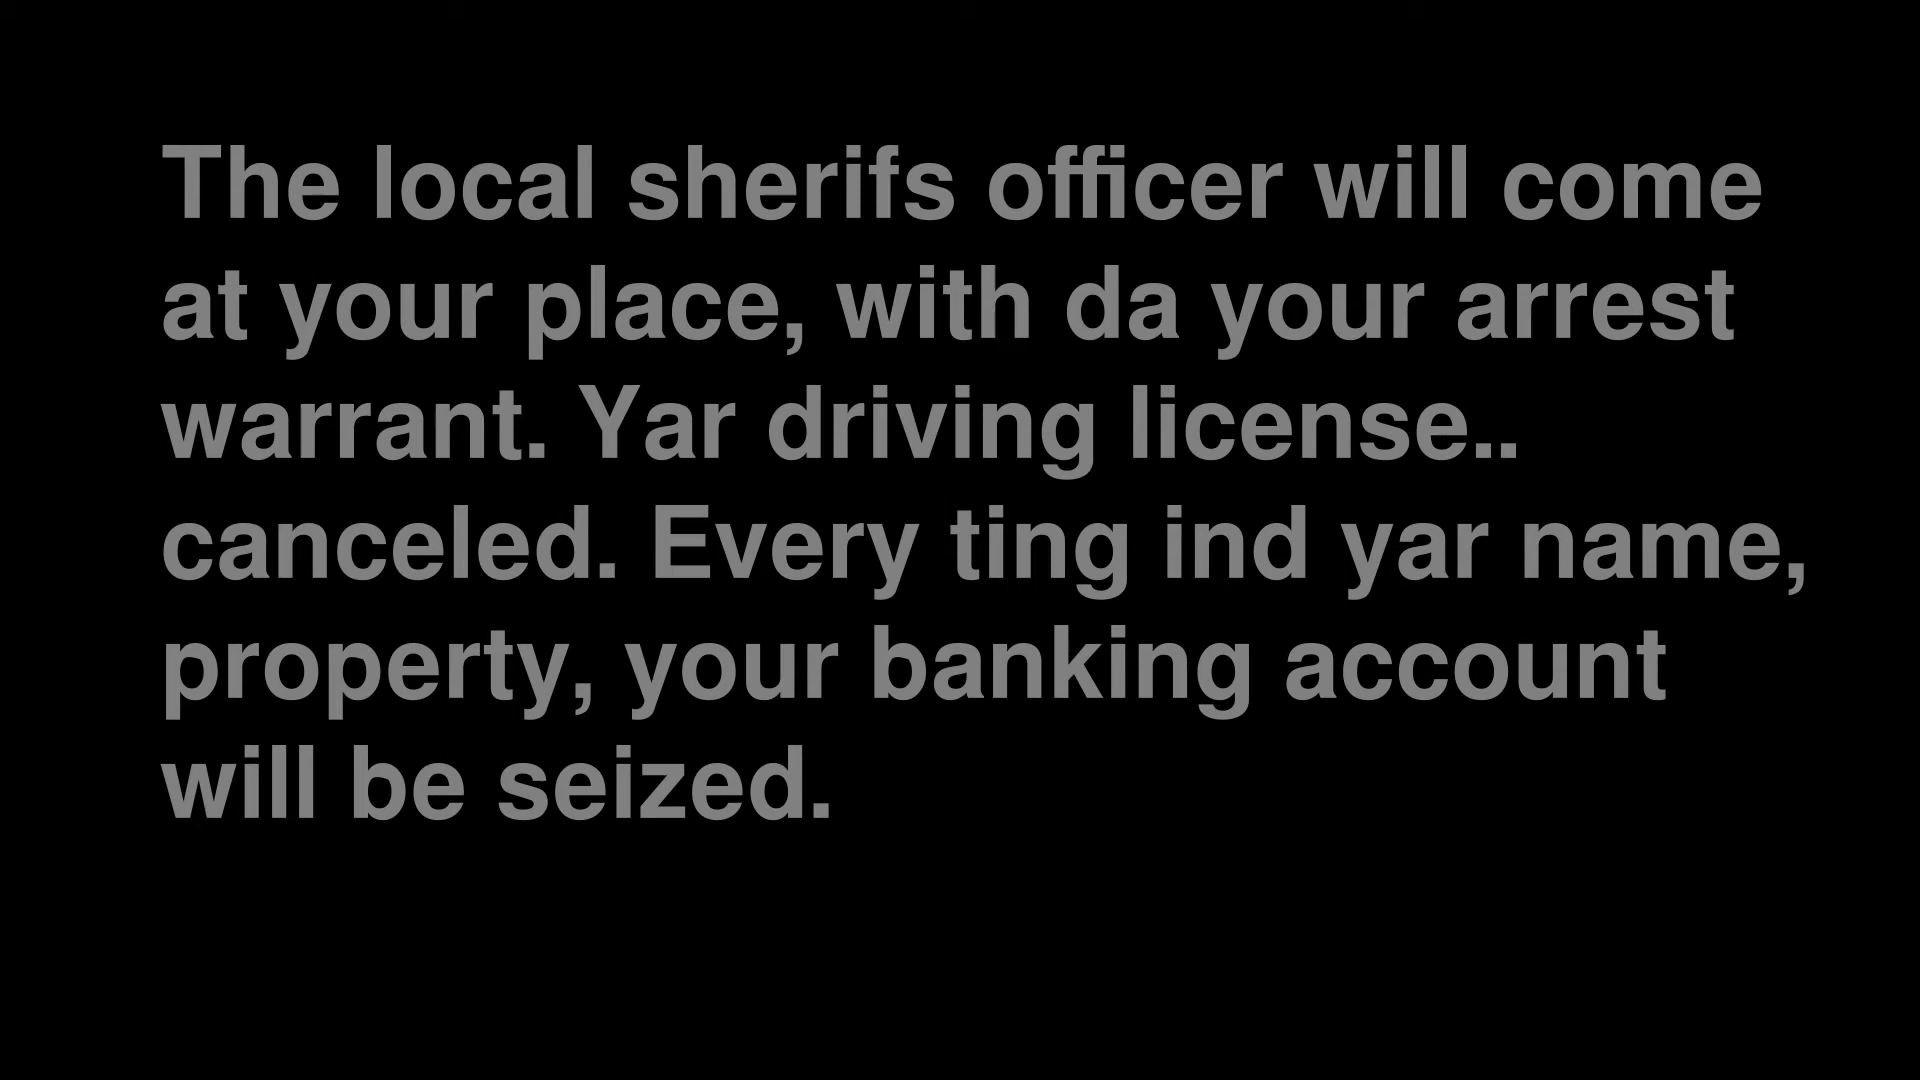 The local sherifs officer will come
at your place, with da your arrest
warrant. Yar driving license..
canceled. Every ting ind yar name,
property, your banking account
will be seized.